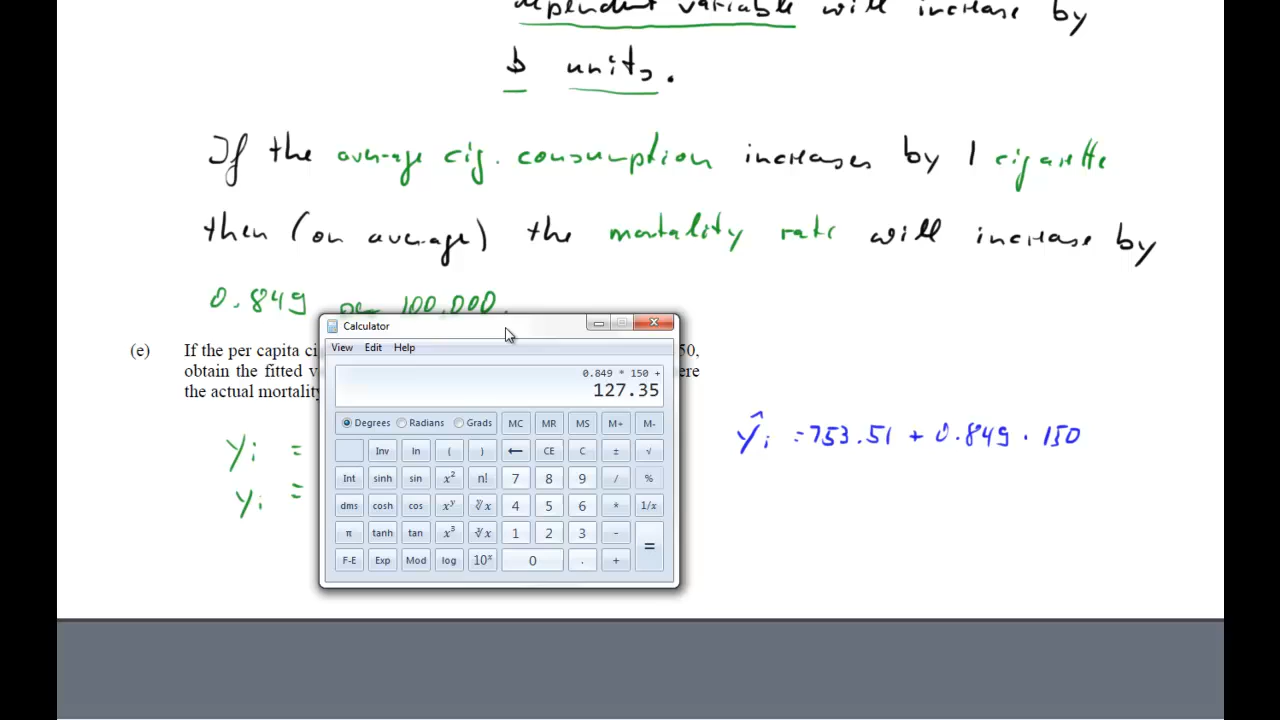 dependent variable will increase by
b units.
If the average cig. consumption increases by 1 cigarette
then (on average) the mortality rate will increase by
0.849 per 100,000.
Calculator
View Edit Help
0.849 * 150 +
127.35
Degrees Radians Grads MC MR MS M+ M-
Inv ln ( ) ← CE C ± √
Int sinh sin x² n! 7 8 9 / %
dms cosh cos xʸ ʸ√x 4 5 6 * 1/x
π tanh tan x³ ³√x 1 2 3 - =
F-E Exp Mod log 10ˣ 0 . +
(e) If the per capita 50,
obtain the fitted
the actual
yᵢ =
yᵢ =
ŷᵢ = 753.51 + 0.849 · 150